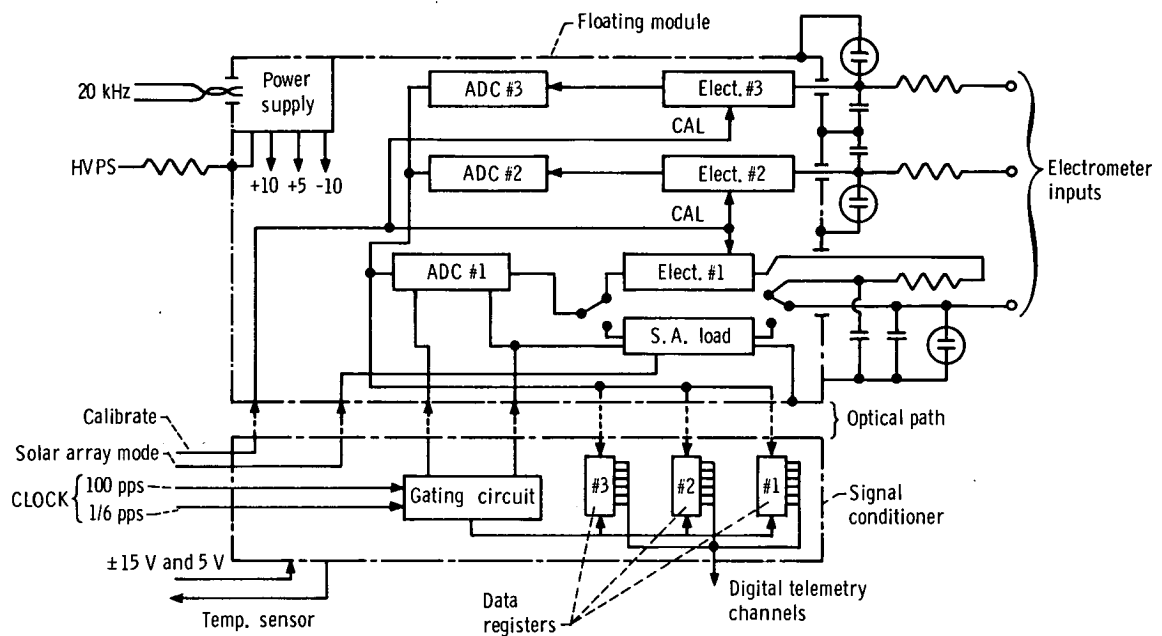 Floating module
20 kHz
Power
supply
ADC #3
Elect. #3
CAL
HVPS
+10 +5 -10
ADC #2
Elect. #2
CAL
Electrometer
inputs
ADC #1
Elect. #1
S. A. load
Calibrate
Optical path
Solar array mode
CLOCK
100 pps
1/6 pps
Gating circuit
#3
#2
#1
Signal
conditioner
±15 V and 5 V
Temp. sensor
Data
registers
Digital telemetry
channels